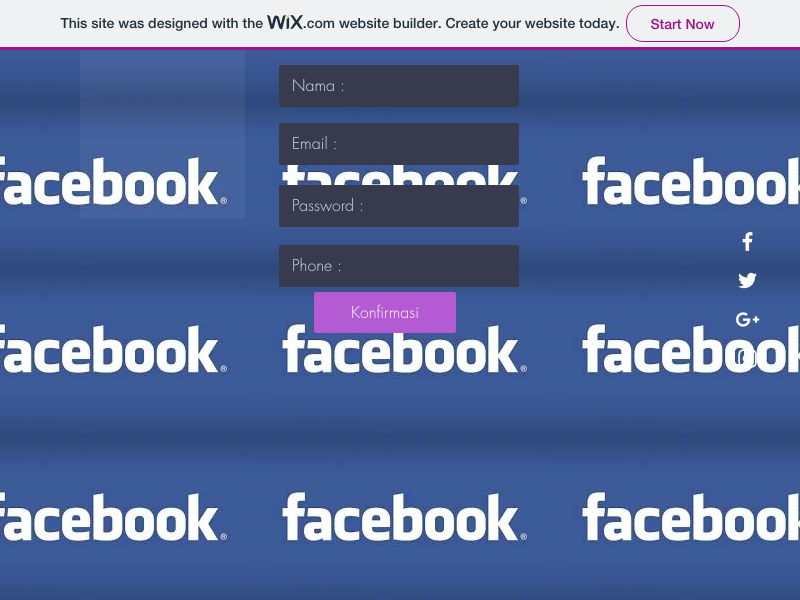 This site was designed with the WiX.com website builder. Create your website today. Start Now
Nama :
Email :
facebook® facebook® facebook
Password :
Phone :
Konfirmasi
facebook® facebook® facebook
facebook® facebook® facebook